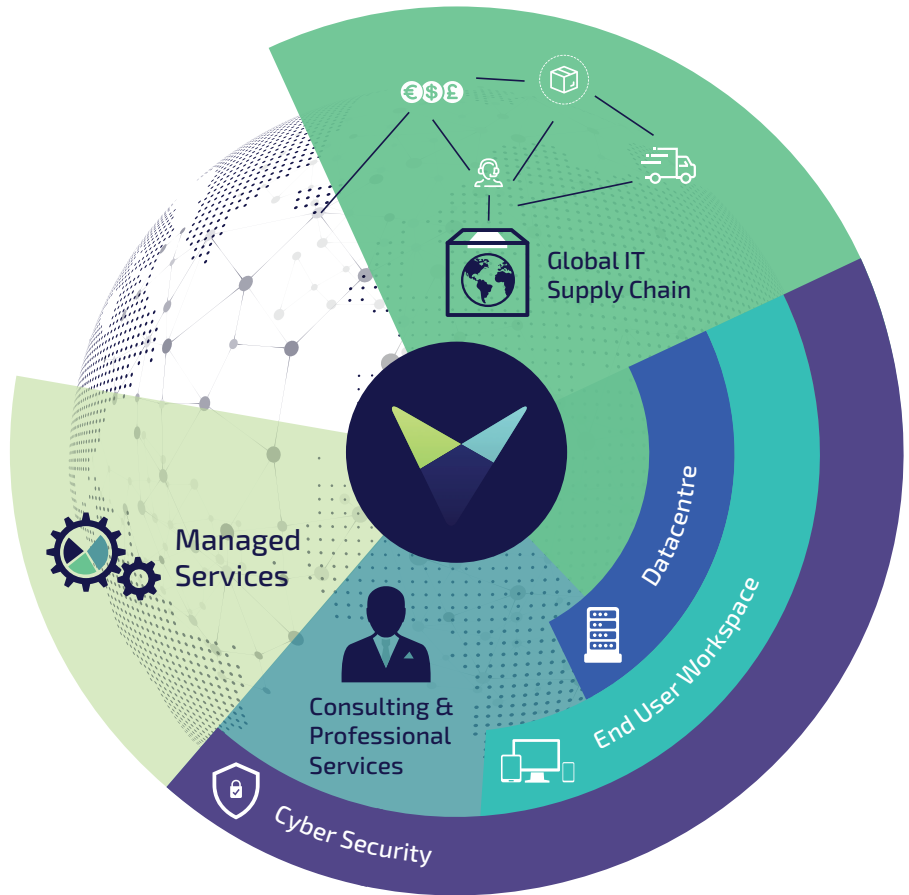 € $ £
Global IT
Supply Chain
Datacentre
End User Workspace
Managed
Services
Consulting &
Professional
Services
Cyber Security